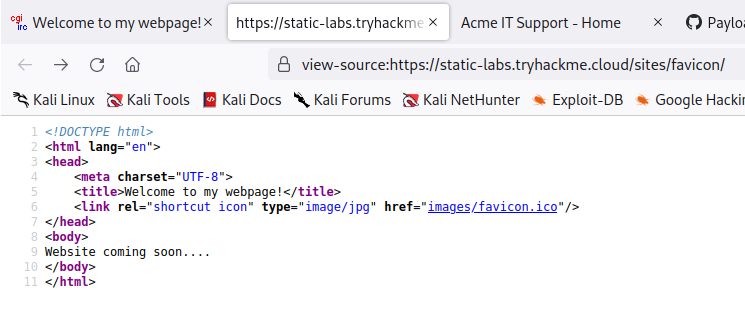 cgi irc Welcome to my webpage! × https://static-labs.tryhackme × Acme IT Support - Home × Payloa
view-source:https://static-labs.tryhackme.cloud/sites/favicon/
Kali Linux Kali Tools Kali Docs Kali Forums Kali NetHunter Exploit-DB Google Hackin
1 <!DOCTYPE html>
2 <html lang="en">
3 <head>
4 <meta charset="UTF-8">
5 <title>Welcome to my webpage!</title>
6 <link rel="shortcut icon" type="image/jpg" href="images/favicon.ico"/>
7 </head>
8 <body>
9 Website coming soon....
10 </body>
11 </html>